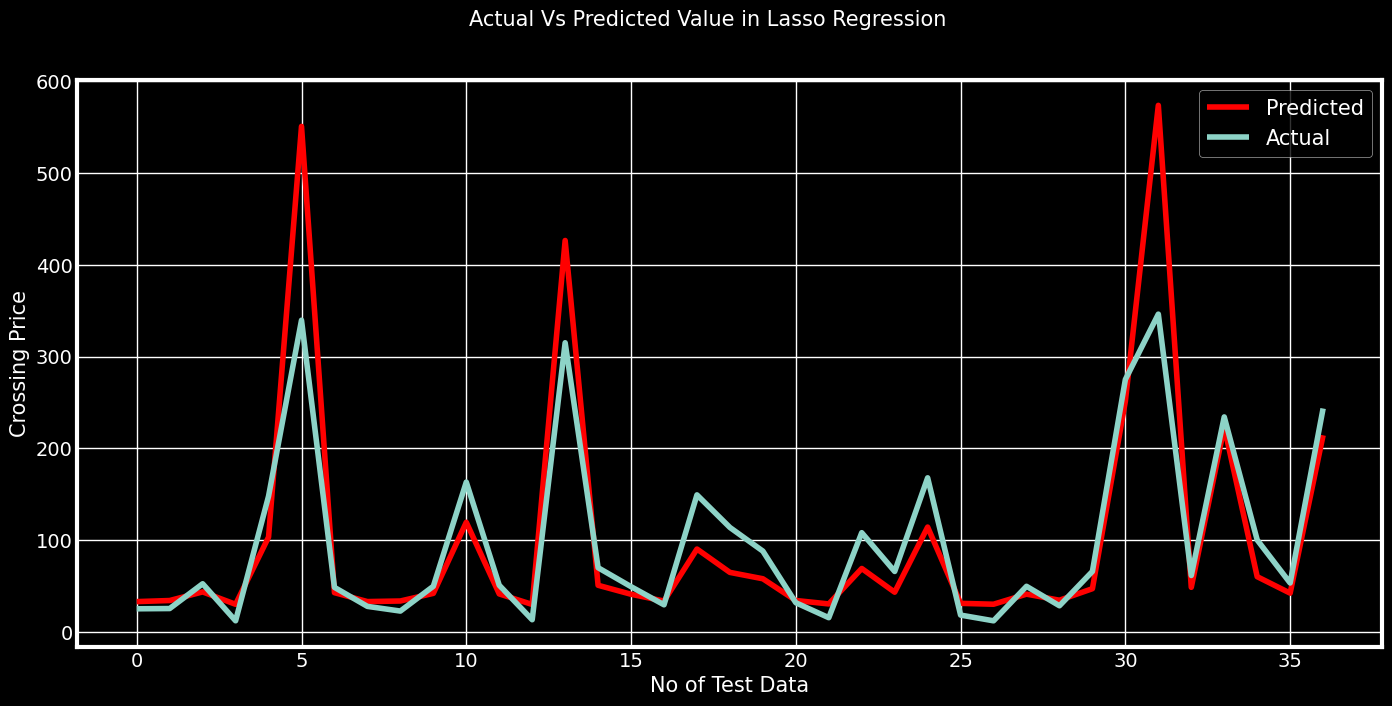 Actual Vs Predicted Value in Lasso Regression
600
500
400
300
200
100
0
Crossing Price
Predicted
Actual
0 5 10 15 20 25 30 35
No of Test Data